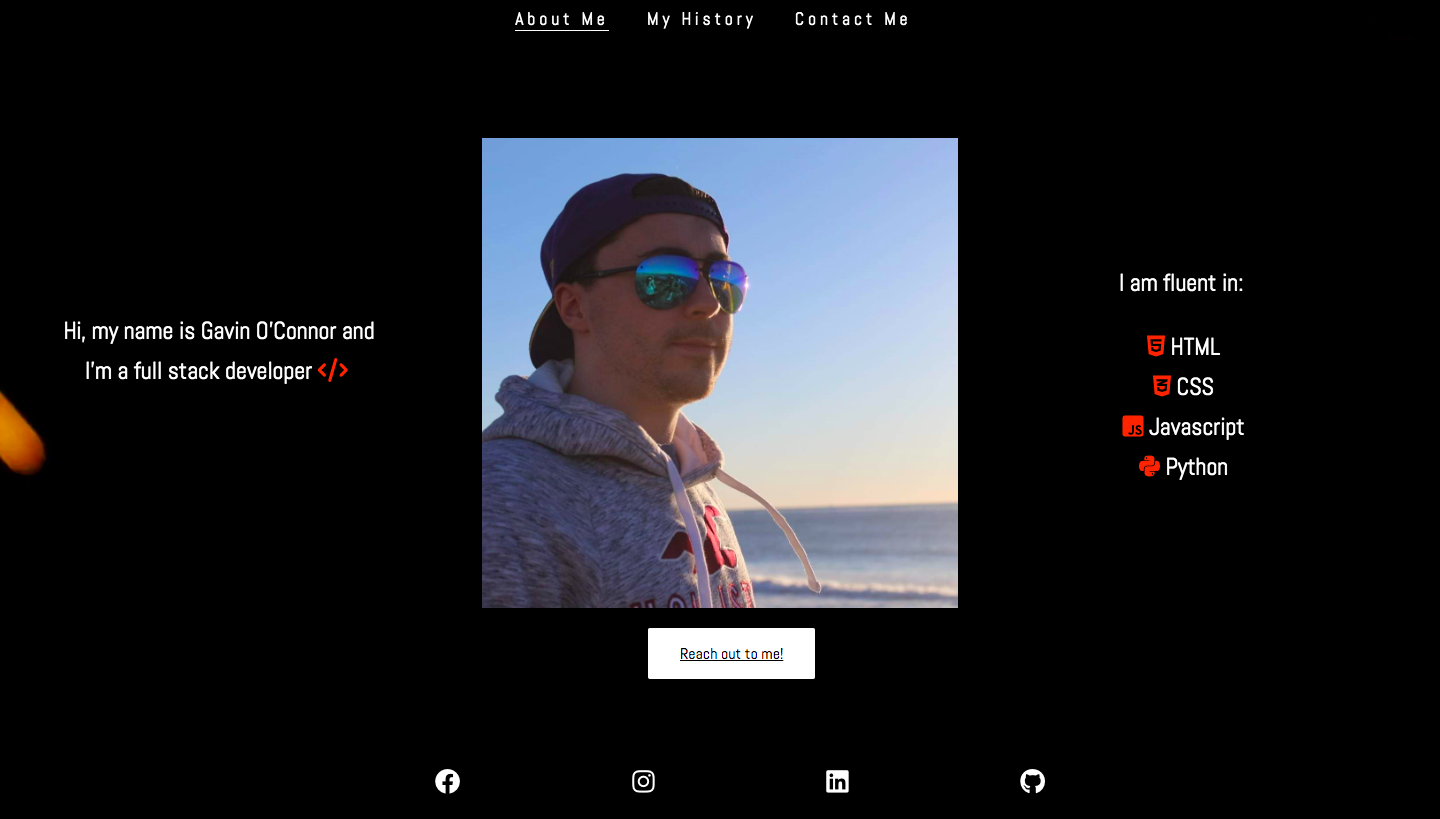 About Me
My History
Contact Me
Hi, my name is Gavin O'Connor and
I'm a full stack developer </>
I am fluent in:
HTML
CSS
JS Javascript
Python
Reach out to me!